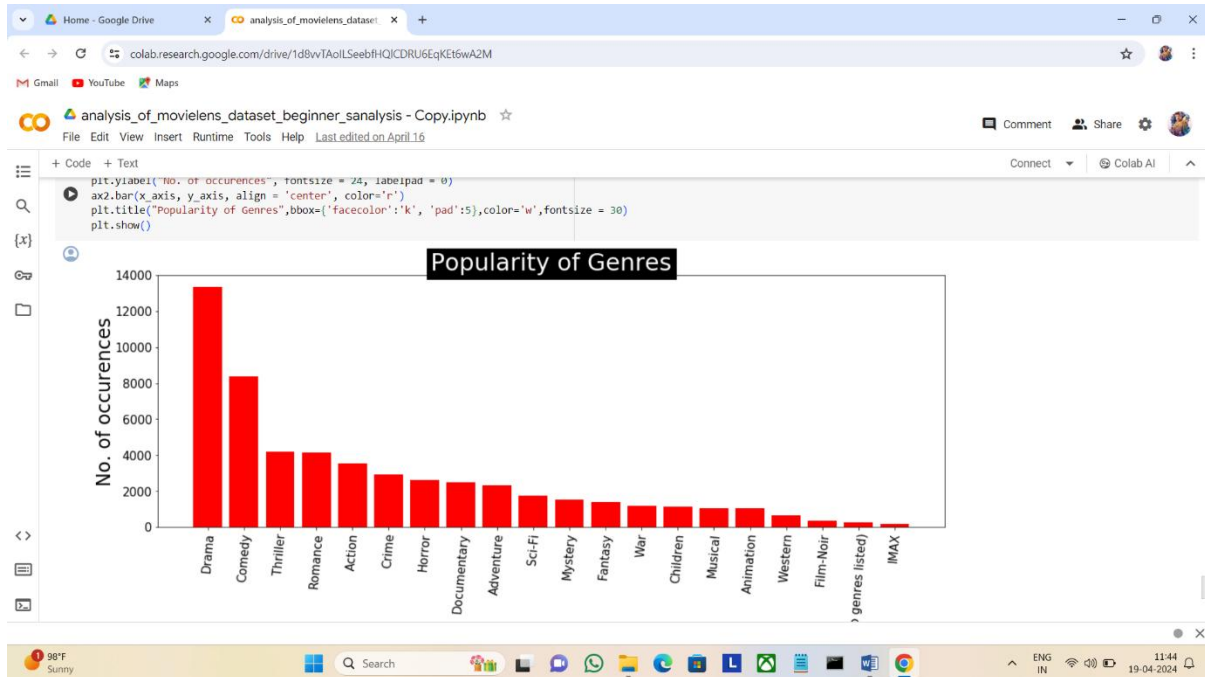 Home - Google Drive
analysis_of_movielens_dataset_
colab.research.google.com/drive/1d8vvTAoILSeebfHQlCDRU6EqKEt6wA2M
Gmail YouTube Maps
analysis_of_movielens_dataset_beginner_sanalysis - Copy.ipynb
File Edit View Insert Runtime Tools Help Last edited on April 16
Comment Share
+ Code + Text
Connect Colab AI
plt.ylabel("No. of occurences", fontsize = 24, labelpad = 0)
ax2.bar(x_axis, y_axis, align = 'center', color='r')
plt.title("Popularity of Genres",bbox={'facecolor':'k', 'pad':5},color='w',fontsize = 30)
plt.show()
Popularity of Genres
No. of occurences
14000
12000
10000
8000
6000
4000
2000
0
Drama
Comedy
Thriller
Romance
Action
Crime
Horror
Documentary
Adventure
Sci-Fi
Mystery
Fantasy
War
Children
Musical
Animation
Western
Film-Noir
genres listed)
IMAX
1
98°F
Sunny
Search
ENG
IN
11:44
19-04-2024